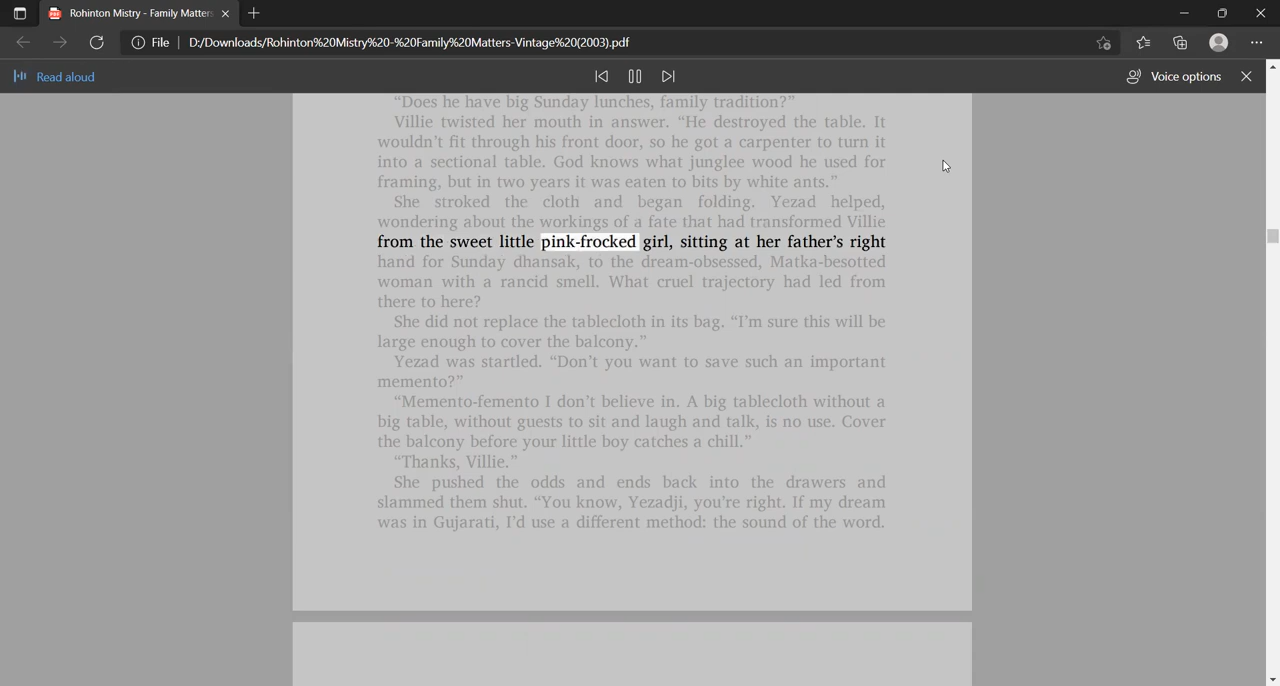 Rohinton Mistry - Family Matters
File
D:/Downloads/Rohinton%20Mistry%20-%20Family%20Matters-Vintage%20(2003).pdf
Read aloud
Voice options
“Does he have big Sunday lunches, family tradition?”
Villie twisted her mouth in answer. “He destroyed the table. It
wouldn’t fit through his front door, so he got a carpenter to turn it
into a sectional table. God knows what junglee wood he used for
framing, but in two years it was eaten to bits by white ants.”
She stroked the cloth and began folding. Yezad helped,
wondering about the workings of a fate that had transformed Villie
from the sweet little pink-frocked girl, sitting at her father’s right
hand for Sunday dhansak, to the dream-obsessed, Matka-besotted
woman with a rancid smell. What cruel trajectory had led from
there to here?
She did not replace the tablecloth in its bag. “I’m sure this will be
large enough to cover the balcony.”
Yezad was startled. “Don’t you want to save such an important
memento?”
“Memento-femento I don’t believe in. A big tablecloth without a
big table, without guests to sit and laugh and talk, is no use. Cover
the balcony before your little boy catches a chill.”
“Thanks, Villie.”
She pushed the odds and ends back into the drawers and
slammed them shut. “You know, Yezadji, you’re right. If my dream
was in Gujarati, I’d use a different method: the sound of the word.